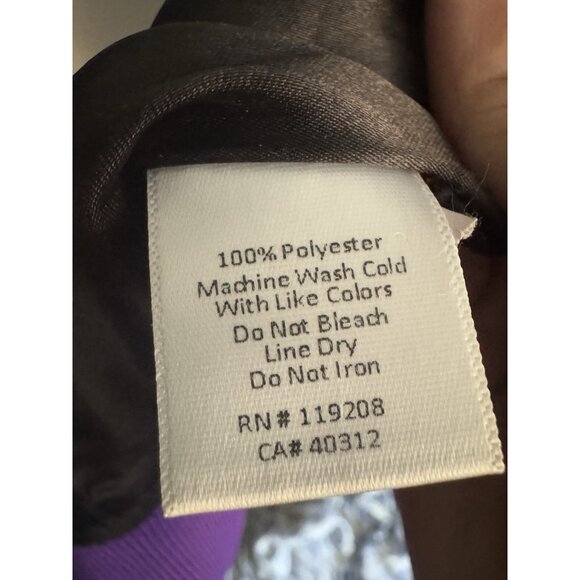 100% Polyester
Machine Wash Cold
With Like Colors
Do Not Bleach
Line Dry
Do Not Iron
RN# 119208
CA# 40312